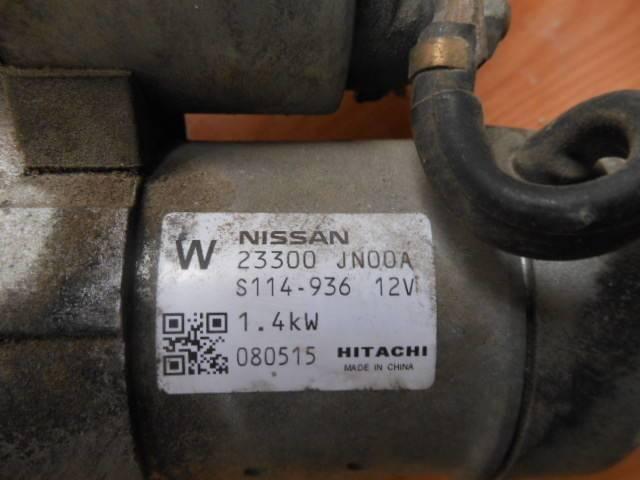 W NISSAN
23300 JN00A
S114-936 12V
1.4kW
080515 HITACHI
MADE IN CHINA